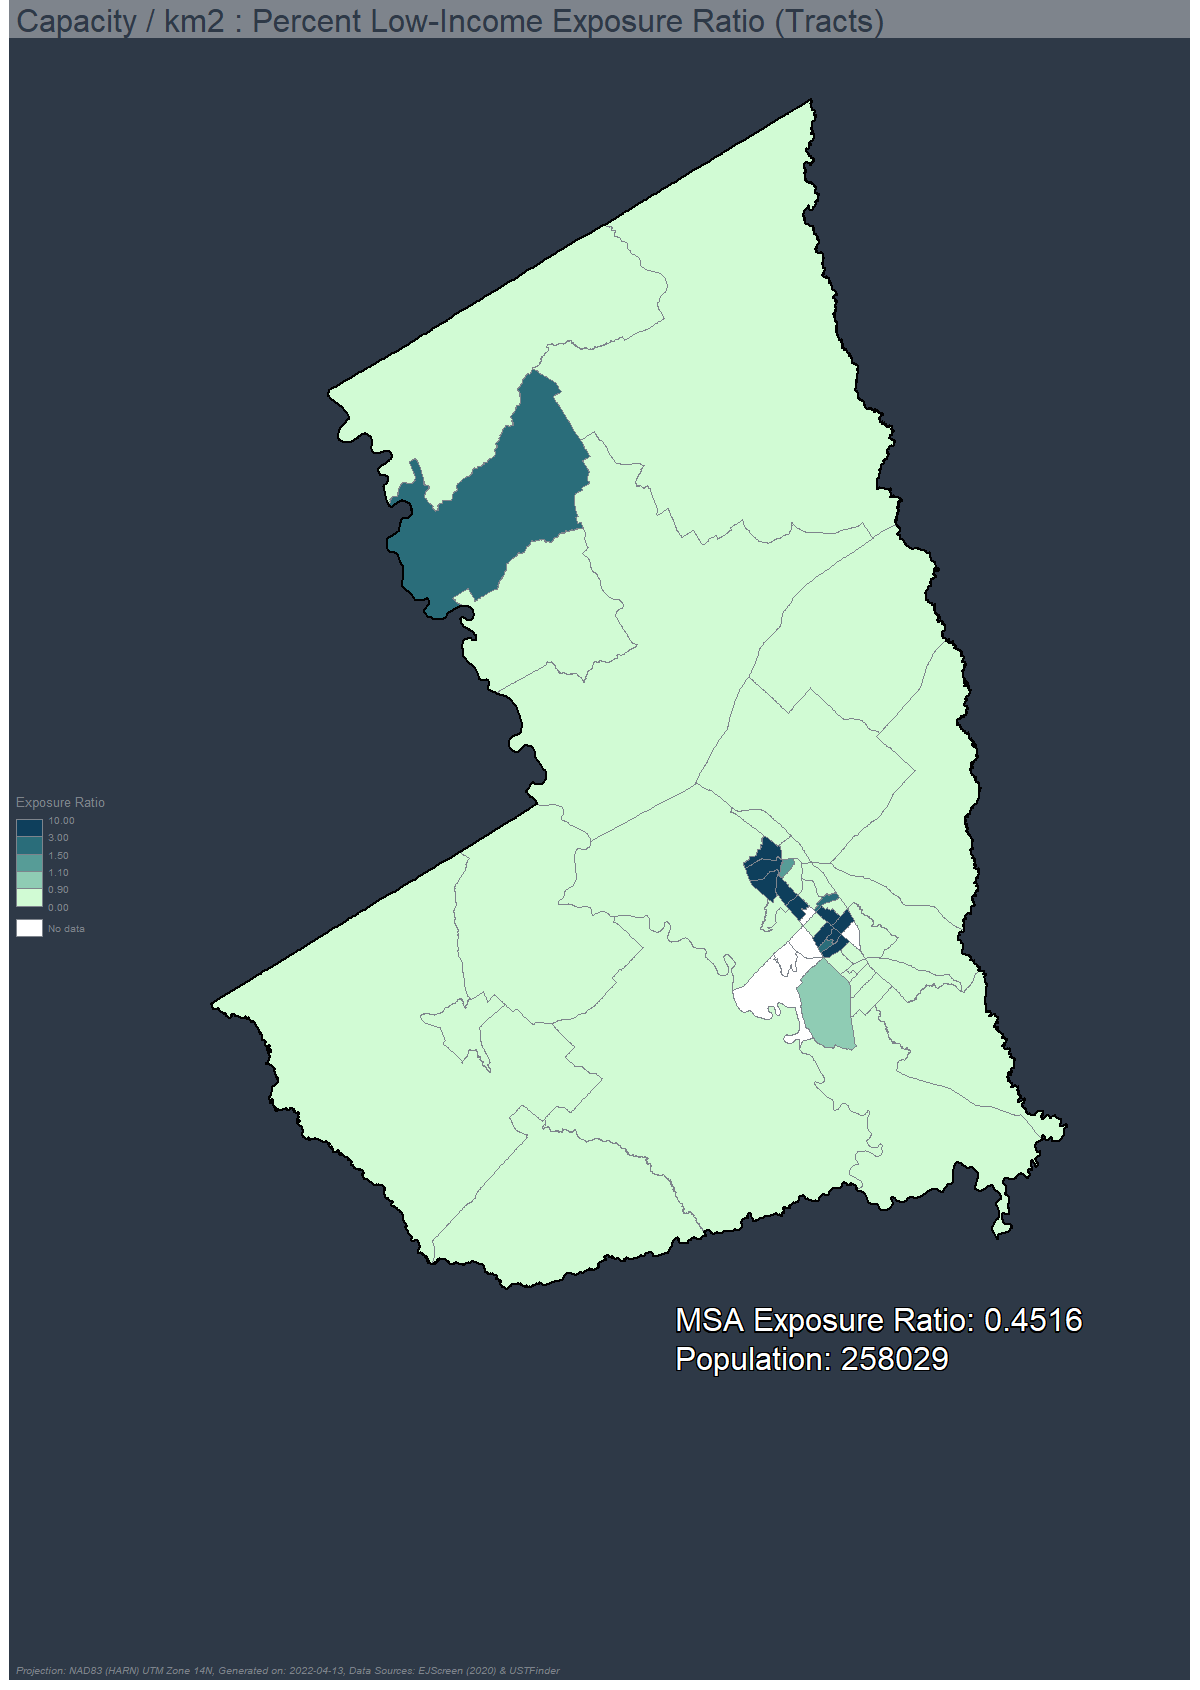 Capacity / km2 : Percent Low-Income Exposure Ratio (Tracts)
Exposure Ratio
10.00
3.00
1.50
1.10
0.90
0.00
No data
MSA Exposure Ratio: 0.4516
Population: 258029
Projection: NAD83 (HARN) UTM Zone 14N, Generated on: 2022-04-13, Data Sources: EJScreen (2020) & USTFinder